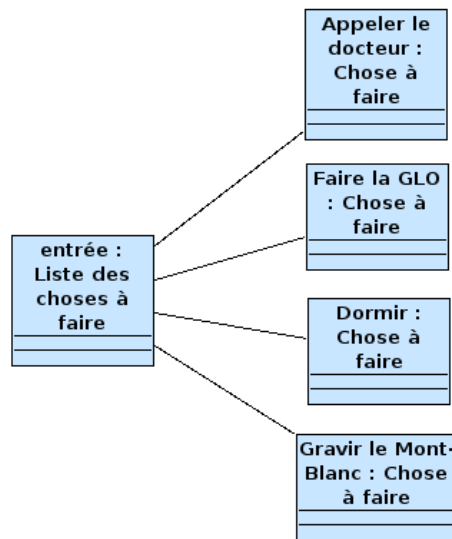 Appeler le
docteur :
Chose à
faire
Faire la GLO
: Chose à
faire
entrée :
Liste des
choses à
faire
Dormir :
Chose à
faire
Gravir le Mont-
Blanc : Chose
à faire